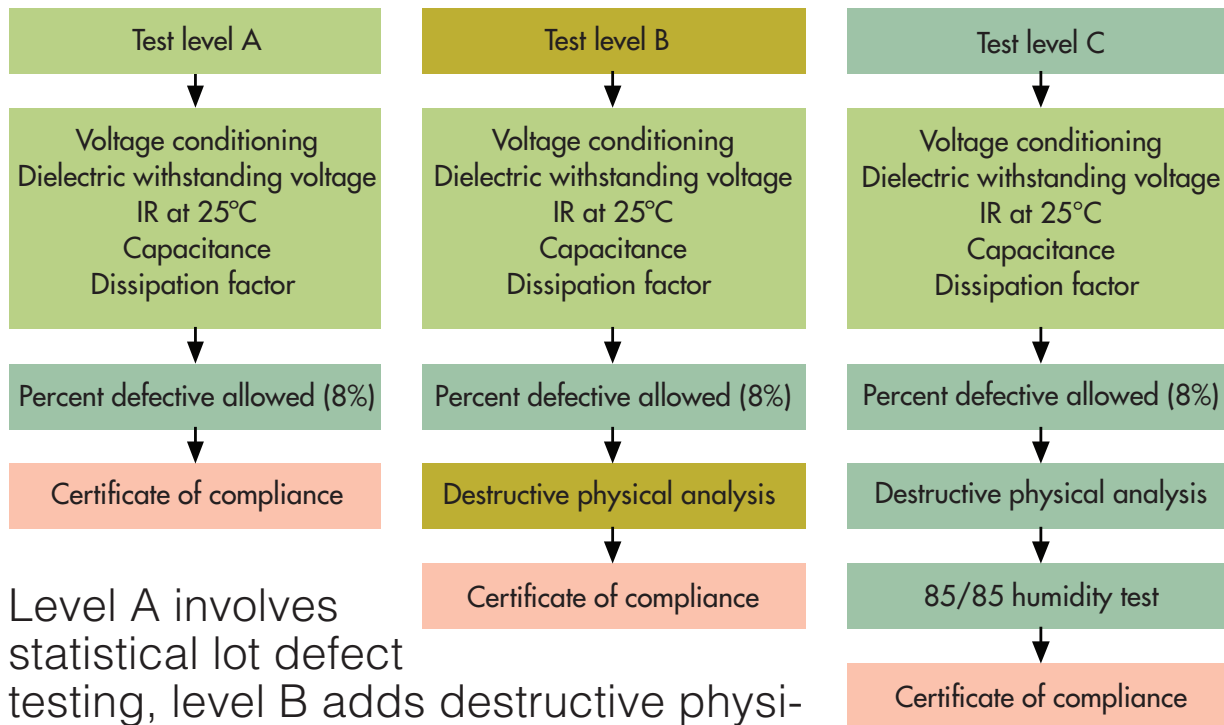 Test level A
Voltage conditioning
Dielectric withstanding voltage
IR at 25ºC
Capacitance
Dissipation factor
Percent defective allowed (8%)
Certificate of compliance
Test level B
Voltage conditioning
Dielectric withstanding voltage
IR at 25ºC
Capacitance
Dissipation factor
Percent defective allowed (8%)
Destructive physical analysis
Certificate of compliance
Test level C
Voltage conditioning
Dielectric withstanding voltage
IR at 25°C
Capacitance
Dissipation factor
Percent defective allowed (8%)
Destructive physical analysis
85/85 humidity test
Certificate of compliance
Level A involves
statistical lot defect
testing, level B adds destructive physi-